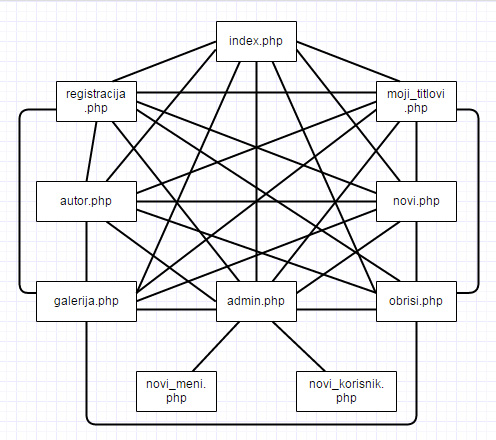 index.php
registracija
.php
moji_titlovi
.php
autor.php
novi.php
galerija.php
admin.php
obrisi.php
novi_meni.
php
novi_korisnik.
php